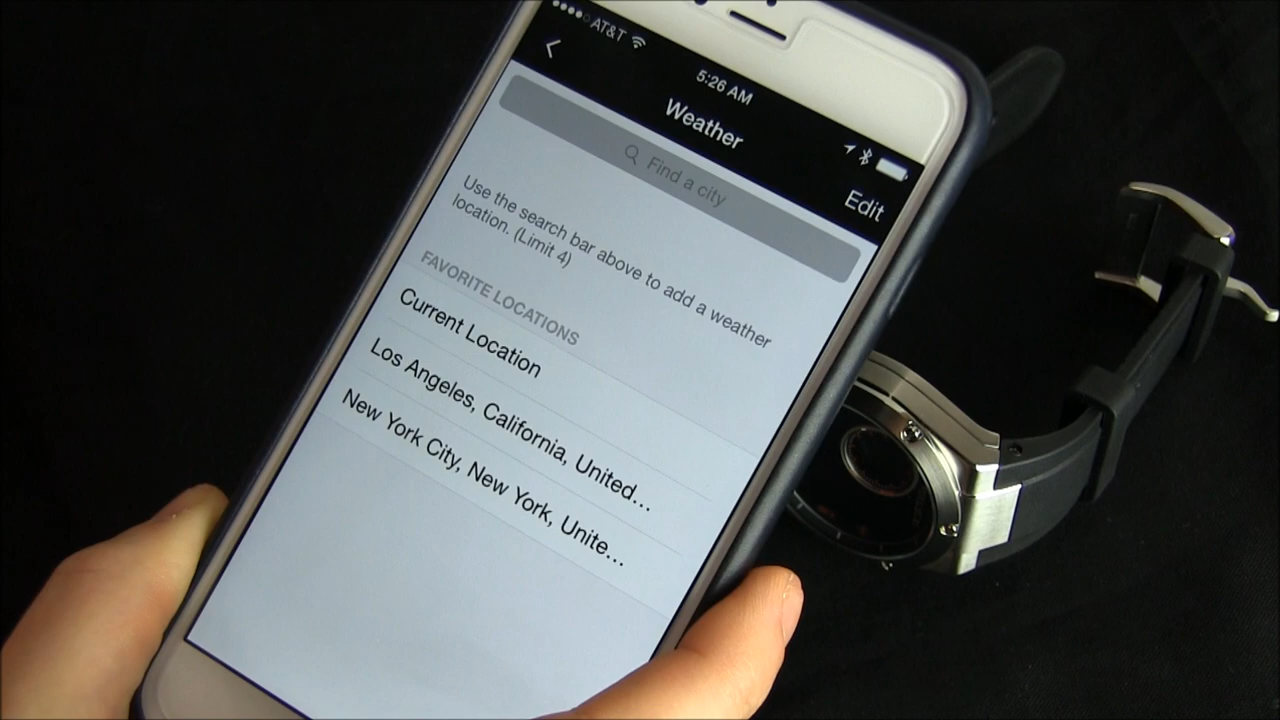 AT&T
5:26 AM
Weather
Edit
Find a city
Use the search bar above to add a weather
location. (Limit 4)
FAVORITE LOCATIONS
Current Location
Los Angeles, California, United...
New York City, New York, Unite...